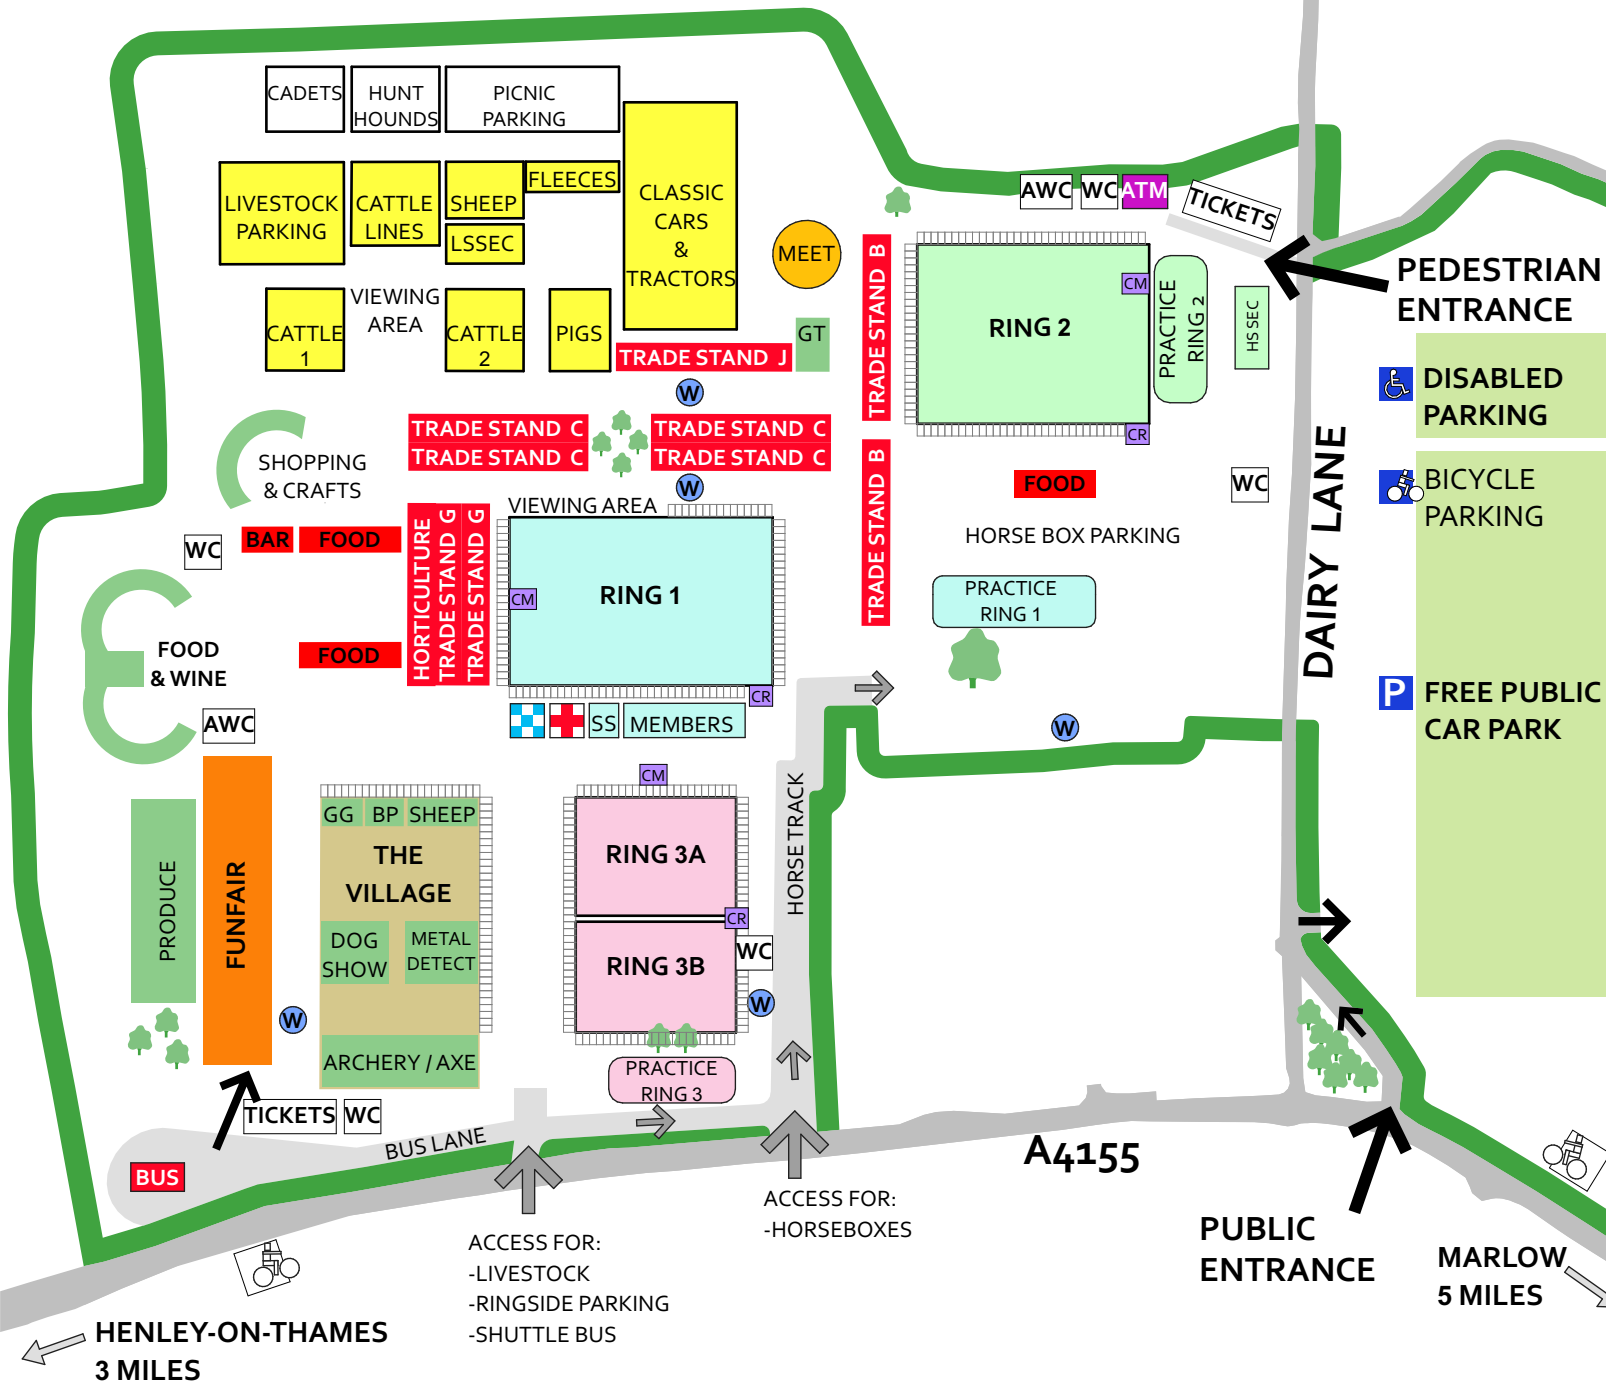 CADETS
HUNT
HOUNDS
PICNIC
PARKING
LIVESTOCK
PARKING
CATTLE
LINES
SHEEP
FLEECES
LSSEC
CLASSIC
CARS
&
TRACTORS
MEET
CATTLE
1
VIEWING
AREA
CATTLE
2
PIGS
TRADE STAND J
GT
W
TRADE STAND B
AWC
WC
ATM
TICKETS
RING 2
CM
CR
PRACTICE
RING 2
HS SEC
PEDESTRIAN
ENTRANCE
DISABLED
PARKING
BICYCLE
PARKING
P
FREE PUBLIC
CAR PARK
DAIRY LANE
SHOPPING
& CRAFTS
TRADE STAND C
TRADE STAND C
TRADE STAND C
TRADE STAND C
W
FOOD
WC
HORSE BOX PARKING
TRADE STAND B
PRACTICE
RING 1
W
WC
BAR
FOOD
FOOD
HORTICULTURE
TRADE STAND G
TRADE STAND G
VIEWING AREA
RING 1
CM
CR
SS
MEMBERS
FOOD
& WINE
AWC
PRODUCE
FUNFAIR
W
GG
BP
SHEEP
THE
VILLAGE
DOG
SHOW
METAL
DETECT
ARCHERY / AXE
CM
RING 3A
CR
RING 3B
WC
W
PRACTICE
RING 3
HORSE TRACK
TICKETS
WC
BUS LANE
BUS
A4155
ACCESS FOR:
-HORSEBOXES
ACCESS FOR:
-LIVESTOCK
-RINGSIDE PARKING
-SHUTTLE BUS
PUBLIC
ENTRANCE
MARLOW
5 MILES
HENLEY-ON-THAMES
3 MILES